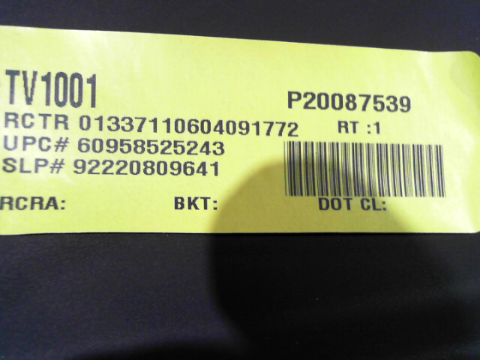 TV1001 P20087539
RCTR 01337110604091772 RT :1
UPC# 60958525243
SLP# 92220809641
RCRA: BKT: DOT CL: